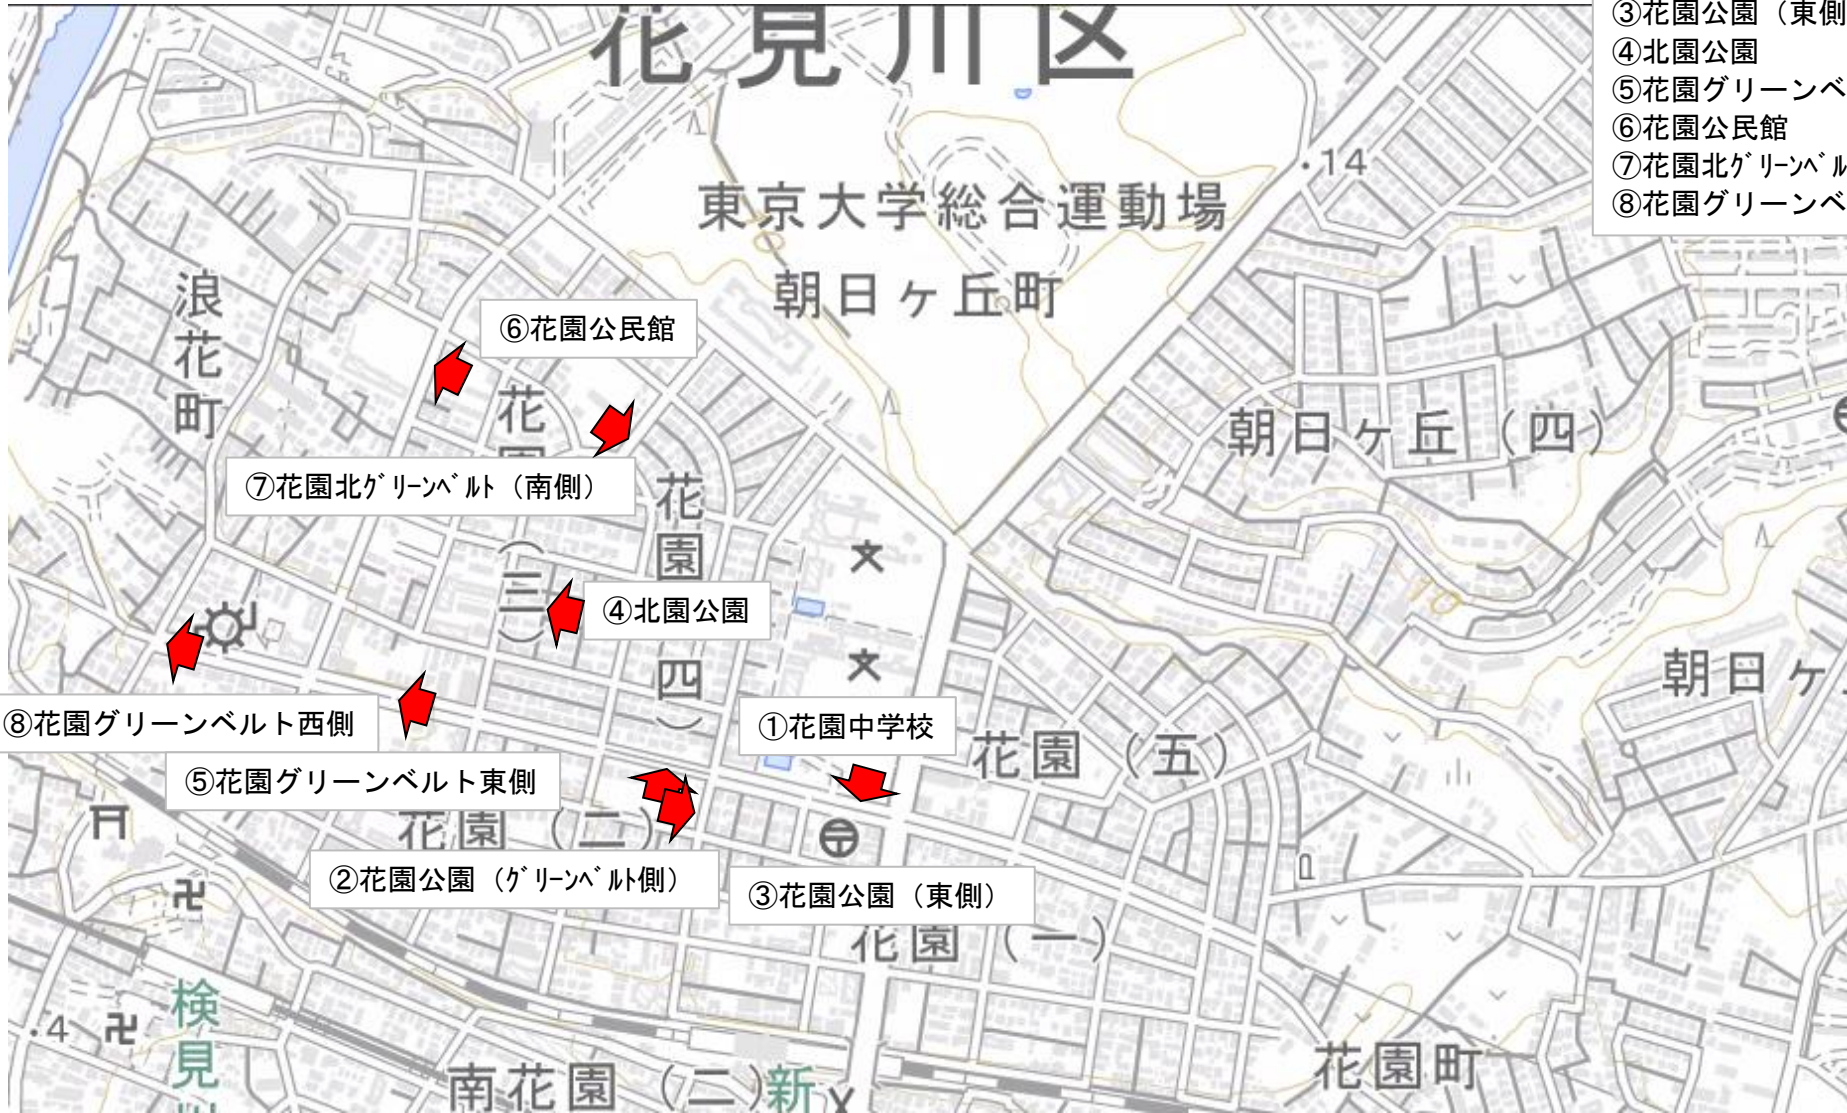 花見川区
③花園公園（東側
④北園公園
⑤花園グリーンベ
⑥花園公民館
⑦花園北ｸﾞﾘｰﾝﾍﾞﾙ
⑧花園グリーンベ
・14
東京大学総合運動場
朝日ヶ丘町
浪花町
⑥花園公民館
花園
（三）
朝日ヶ丘（四）
⑦花園北ｸﾞﾘｰﾝﾍﾞﾙﾄ（南側）
花園（四）
文
④北園公園
10
文
朝日ヶ
⑧花園グリーンベルト西側
①花園中学校
花園（五）
⑤花園グリーンベルト東側
花園（二）
②花園公園（ｸﾞﾘｰﾝﾍﾞﾙﾄ側）
③花園公園（東側）
花園（一）
検見
・4
南花園（二）
新
花園町